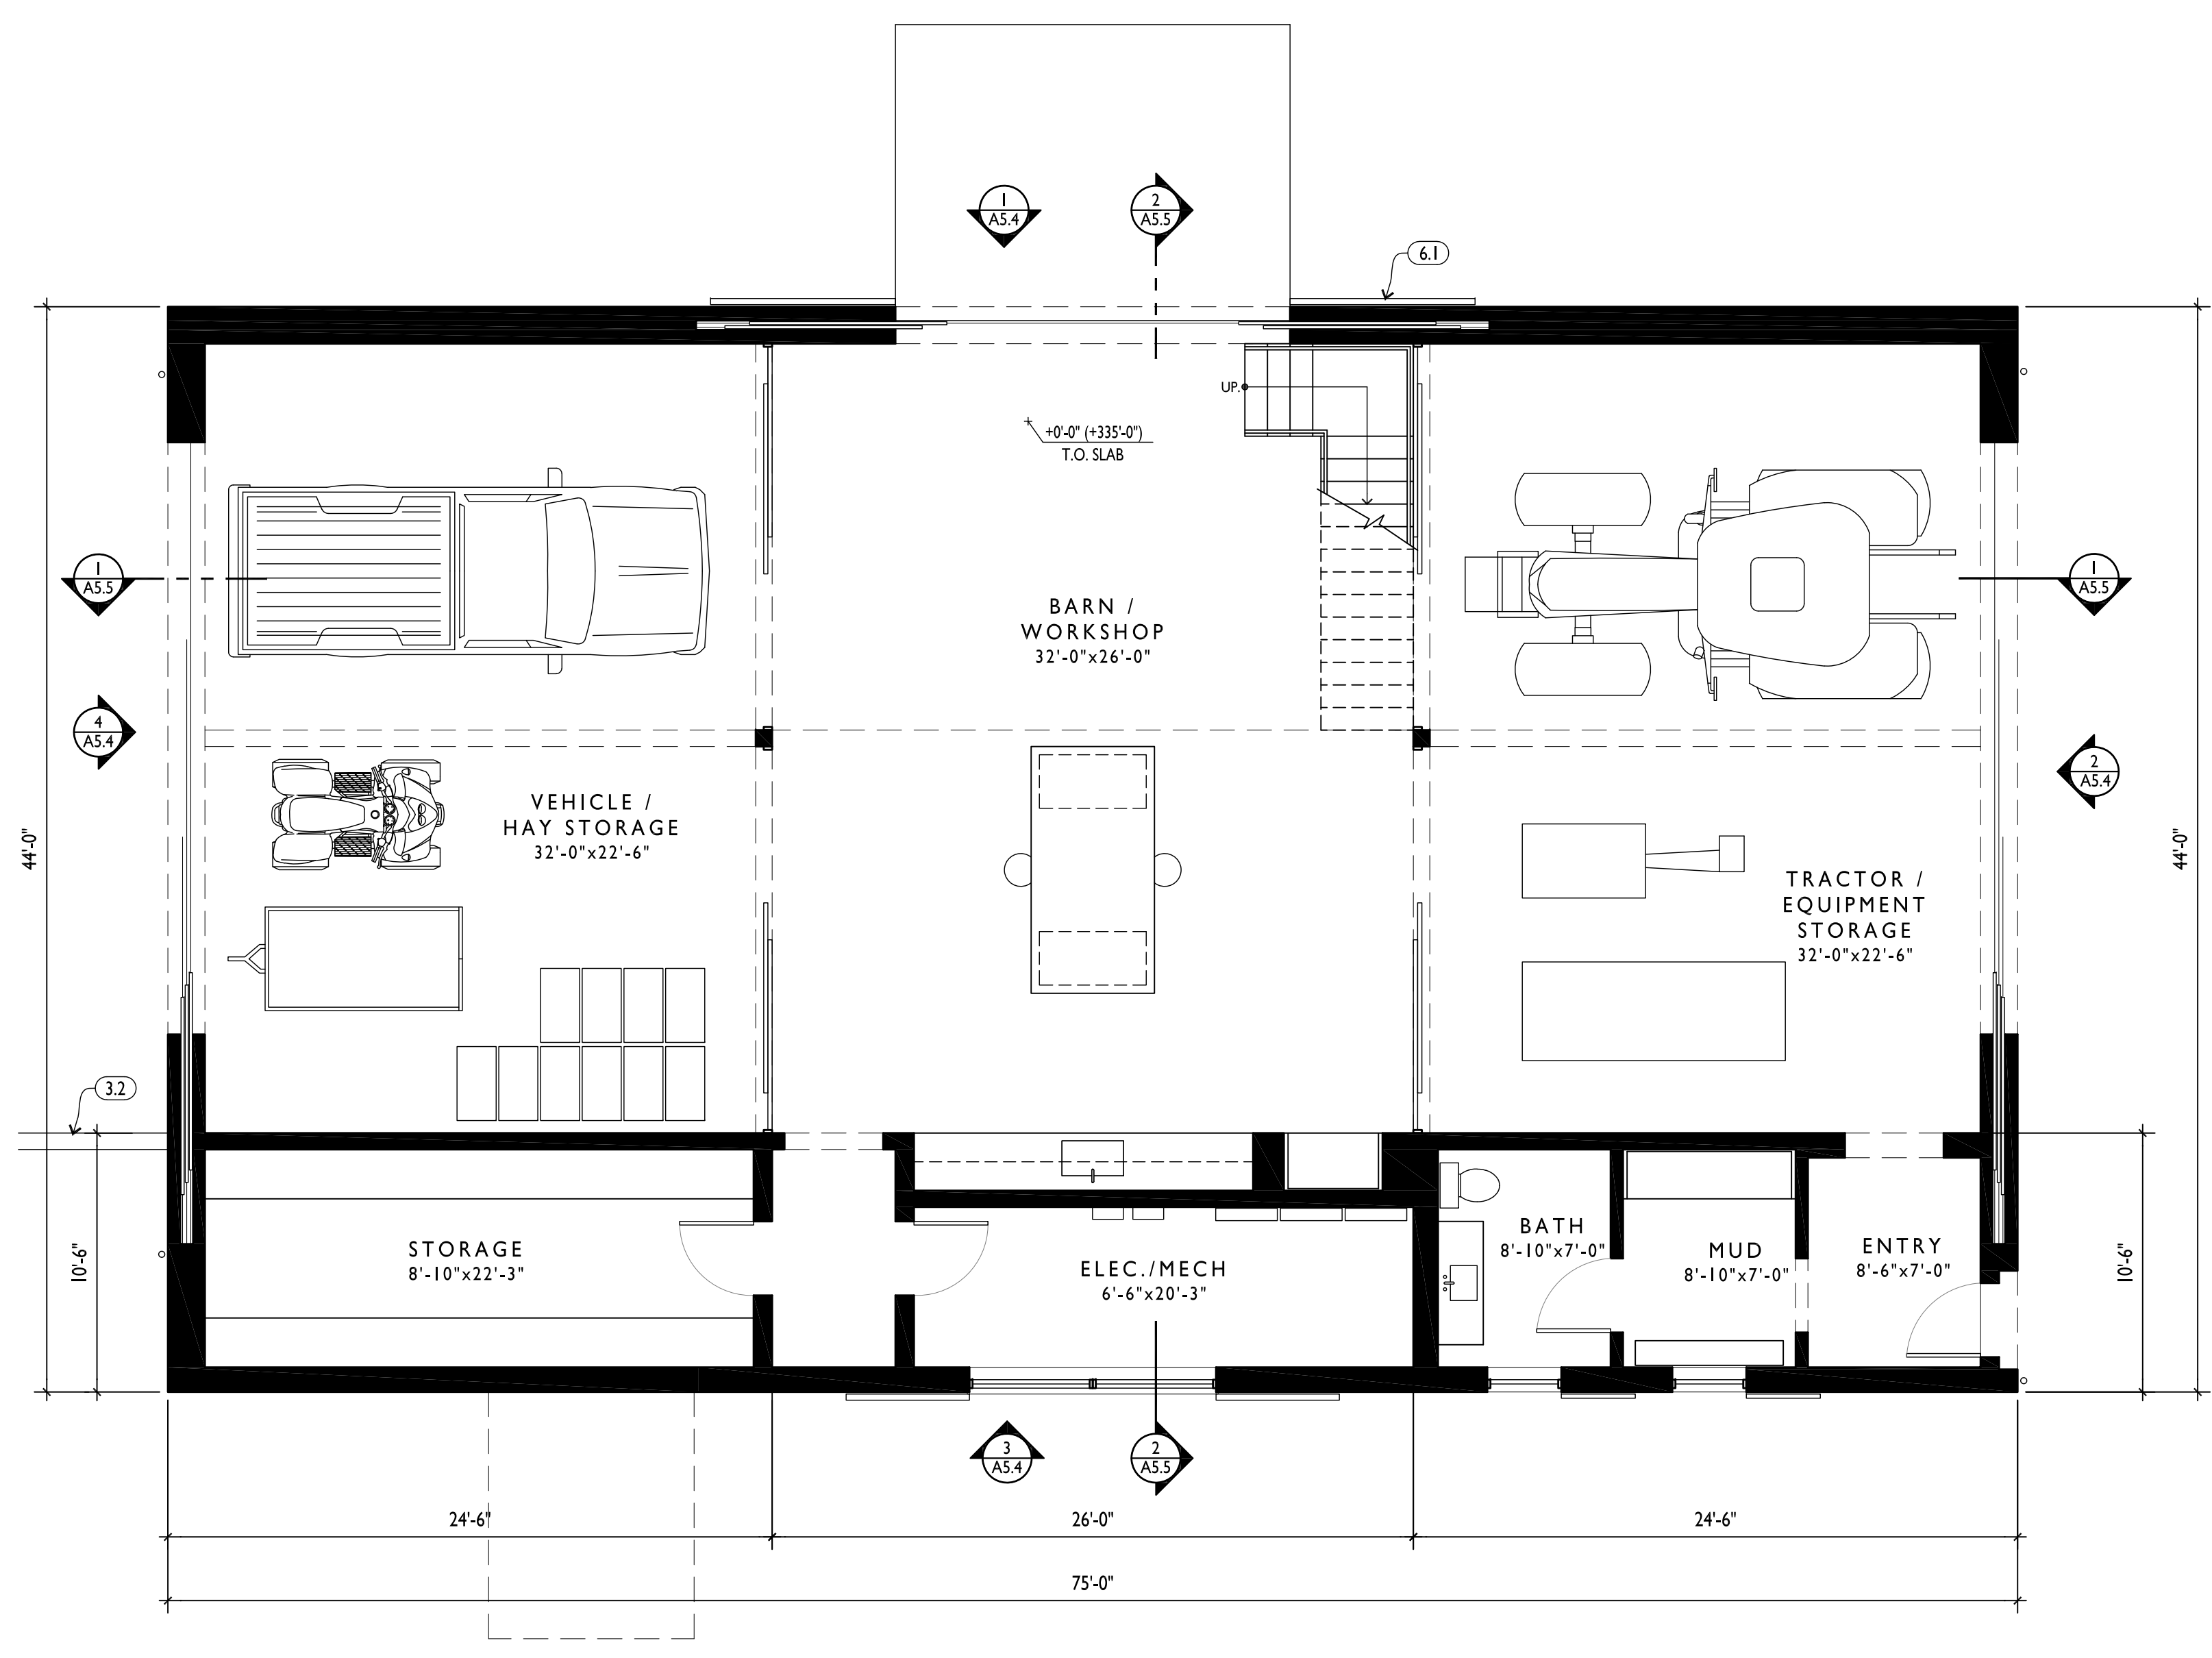 1
A5.4
2
A5.5
6.1
UP.
+0'-0" (+335'-0")
T.O. SLAB
1
A5.5
1
A5.5
BARN /
WORKSHOP
32'-0"x26'-0"
4
A5.4
2
A5.4
VEHICLE /
HAY STORAGE
32'-0"x22'-6"
44'-0"
44'-0"
TRACTOR /
EQUIPMENT
STORAGE
32'-0"x22'-6"
3.2
10'-6"
STORAGE
8'-10"x22'-3"
ELEC./MECH
6'-6"x20'-3"
BATH
8'-10"x7'-0"
MUD
8'-10"x7'-0"
ENTRY
8'-6"x7'-0"
10'-6"
3
A5.4
2
A5.5
24'-6"
26'-0"
24'-6"
75'-0"